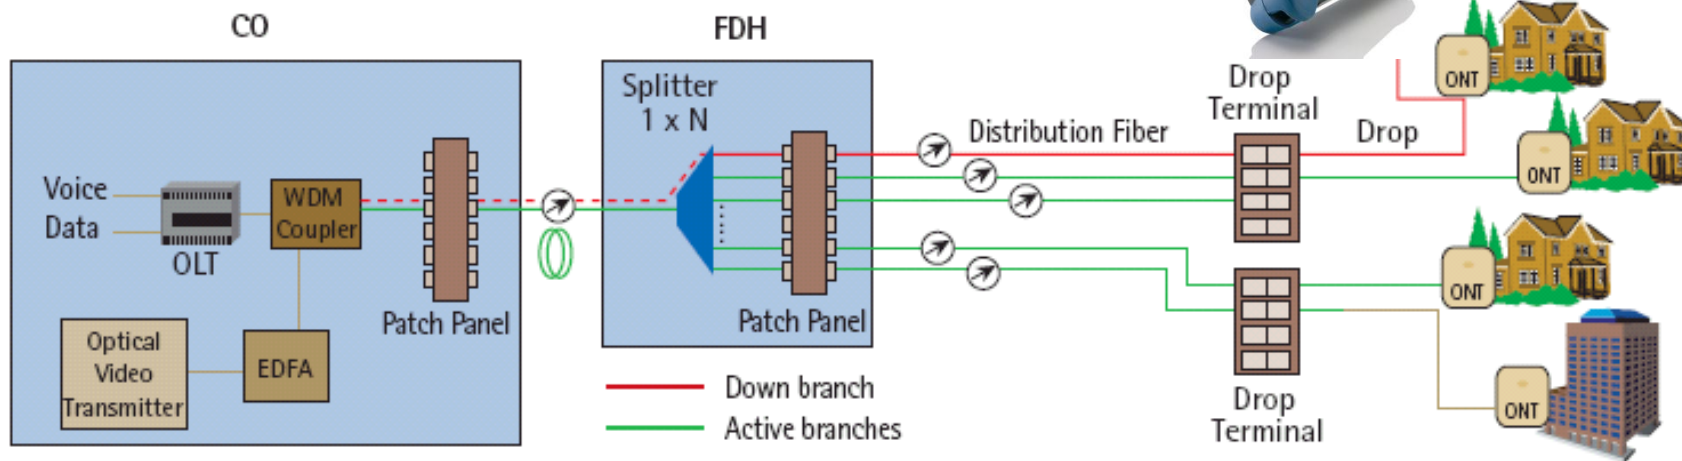 CO
FDH
Splitter
1 x N
Drop
Terminal
ONT
Distribution Fiber
Drop
ONT
Voice
Data
OLT
WDM
Coupler
Patch Panel
Patch Panel
ONT
Optical
Video
Transmitter
EDFA
Down branch
Active branches
Drop
Terminal
ONT